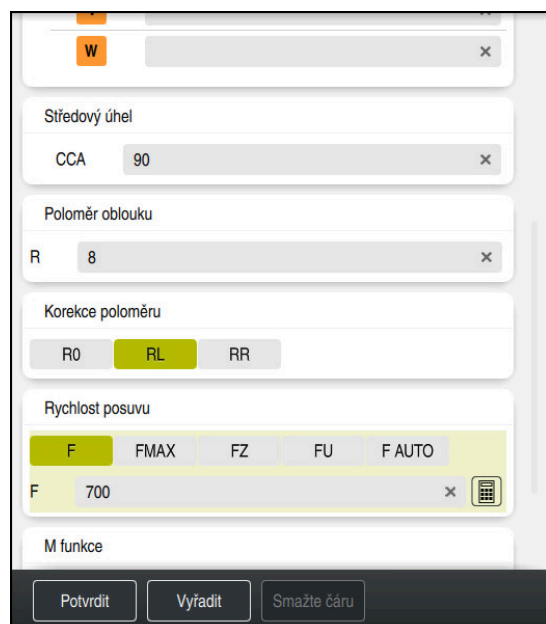 W ×
Středový úhel
CCA 90 ×
Poloměr oblouku
R 8 ×
Korekce poloměru
R0 RL RR
Rychlost posuvu
F FMAX FZ FU F AUTO
F 700 ×
M funkce
Potvrdit Vyřadit Smažte čáru